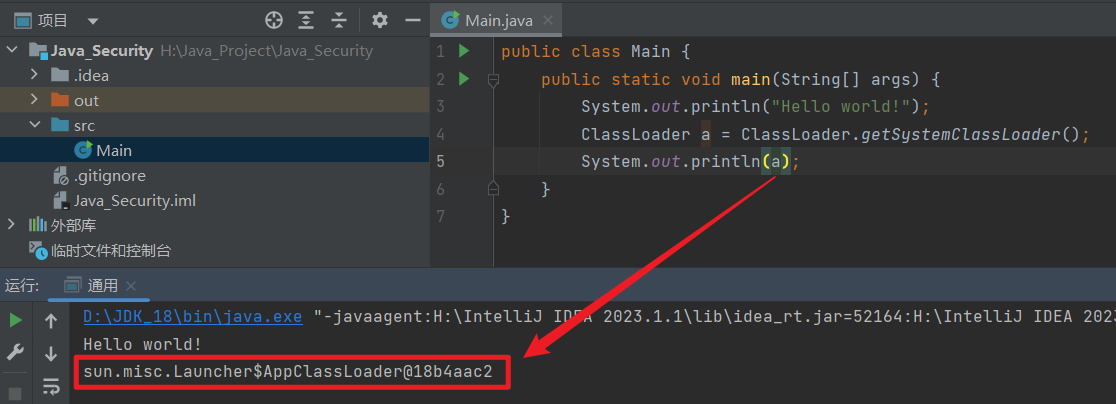 项目
Java_Security H:\Java_Project\Java_Security
.idea
out
src
Main
.gitignore
Java_Security.iml
外部库
临时文件和控制台
Main.java
1 public class Main {
2 public static void main(String[] args) {
3 System.out.println("Hello world!");
4 ClassLoader a = ClassLoader.getSystemClassLoader();
5 System.out.println(a);
6 }
7 }
运行: 通用
D:\JDK_18\bin\java.exe "-javaagent:H:\IntelliJ IDEA 2023.1.1\lib\idea_rt.jar=52164:H:\IntelliJ IDEA 2023
Hello world!
sun.misc.Launcher$AppClassLoader@18b4aac2